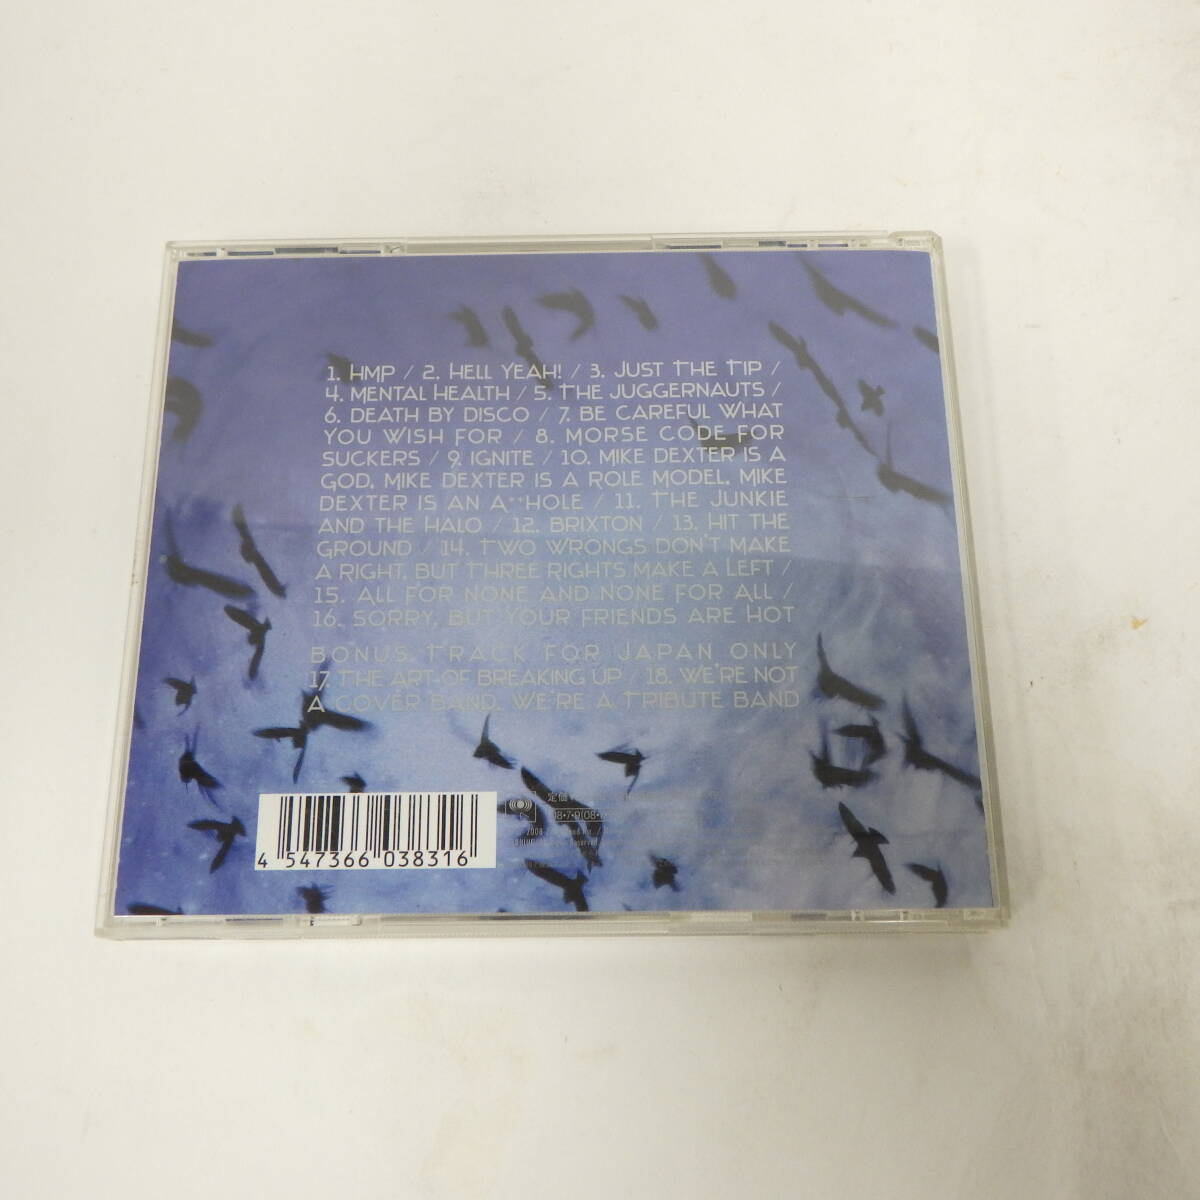 1. HMP / 2. HELL YEAH! / 3. JUST THE TIP /
4. MENTAL HEALTH / 5. THE JUGGERNAUTS /
6. DEATH BY DISCO / 7. BE CAREFUL WHAT
YOU WISH FOR / 8. MORSE CODE FOR
SUCKERS / 9. IGNITE / 10. MIKE DEXTER IS A
GOD, MIKE DEXTER IS A ROLE MODEL, MIKE
DEXTER IS AN A**HOLE / 11. THE JUNKIE
AND THE HALO / 12. BRIXTON / 13. HIT THE
GROUND / 14. TWO WRONGS DON'T MAKE
A RIGHT, BUT THREE RIGHTS MAKE A LEFT /
15. ALL FOR NONE AND NONE FOR ALL /
16. SORRY, BUT YOUR FRIENDS ARE HOT
BONUS TRACK FOR JAPAN ONLY
17. THE ART OF BREAKING UP / 18. WE'RE NOT
A COVER BAND, WE'RE A TRIBUTE BAND
定価
2008
4 547366 038316